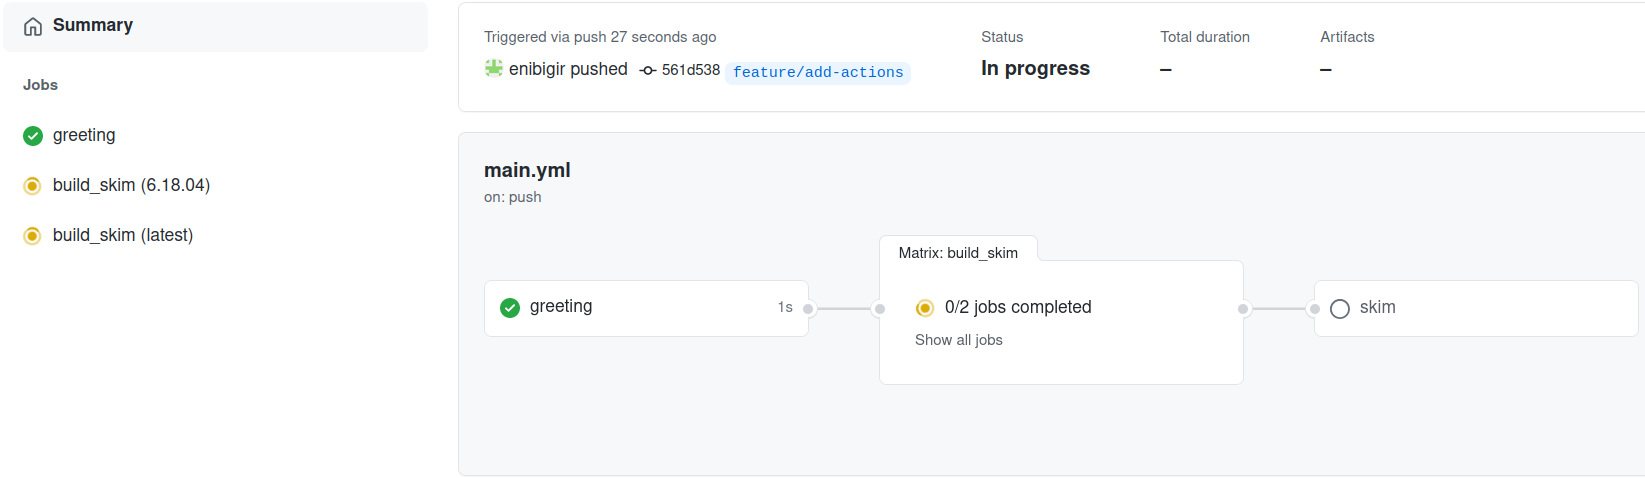 Summary
Jobs
greeting
build_skim (6.18.04)
build_skim (latest)
Triggered via push 27 seconds ago
enibigir pushed 561d538 feature/add-actions
Status
In progress
Total duration
–
Artifacts
–
main.yml
on: push
greeting 1s
Matrix: build_skim
0/2 jobs completed
Show all jobs
skim